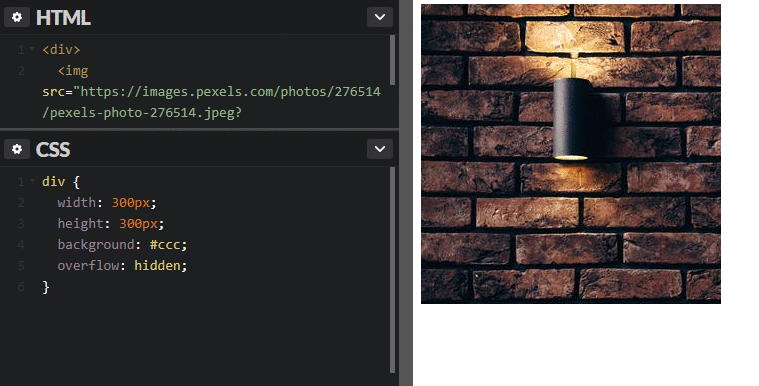 HTML
1 <div>
2 <img
src="https://images.pexels.com/photos/276514
/pexels-photo-276514.jpeg?
CSS
1 div {
2 width: 300px;
3 height: 300px;
4 background: #ccc;
5 overflow: hidden;
6 }